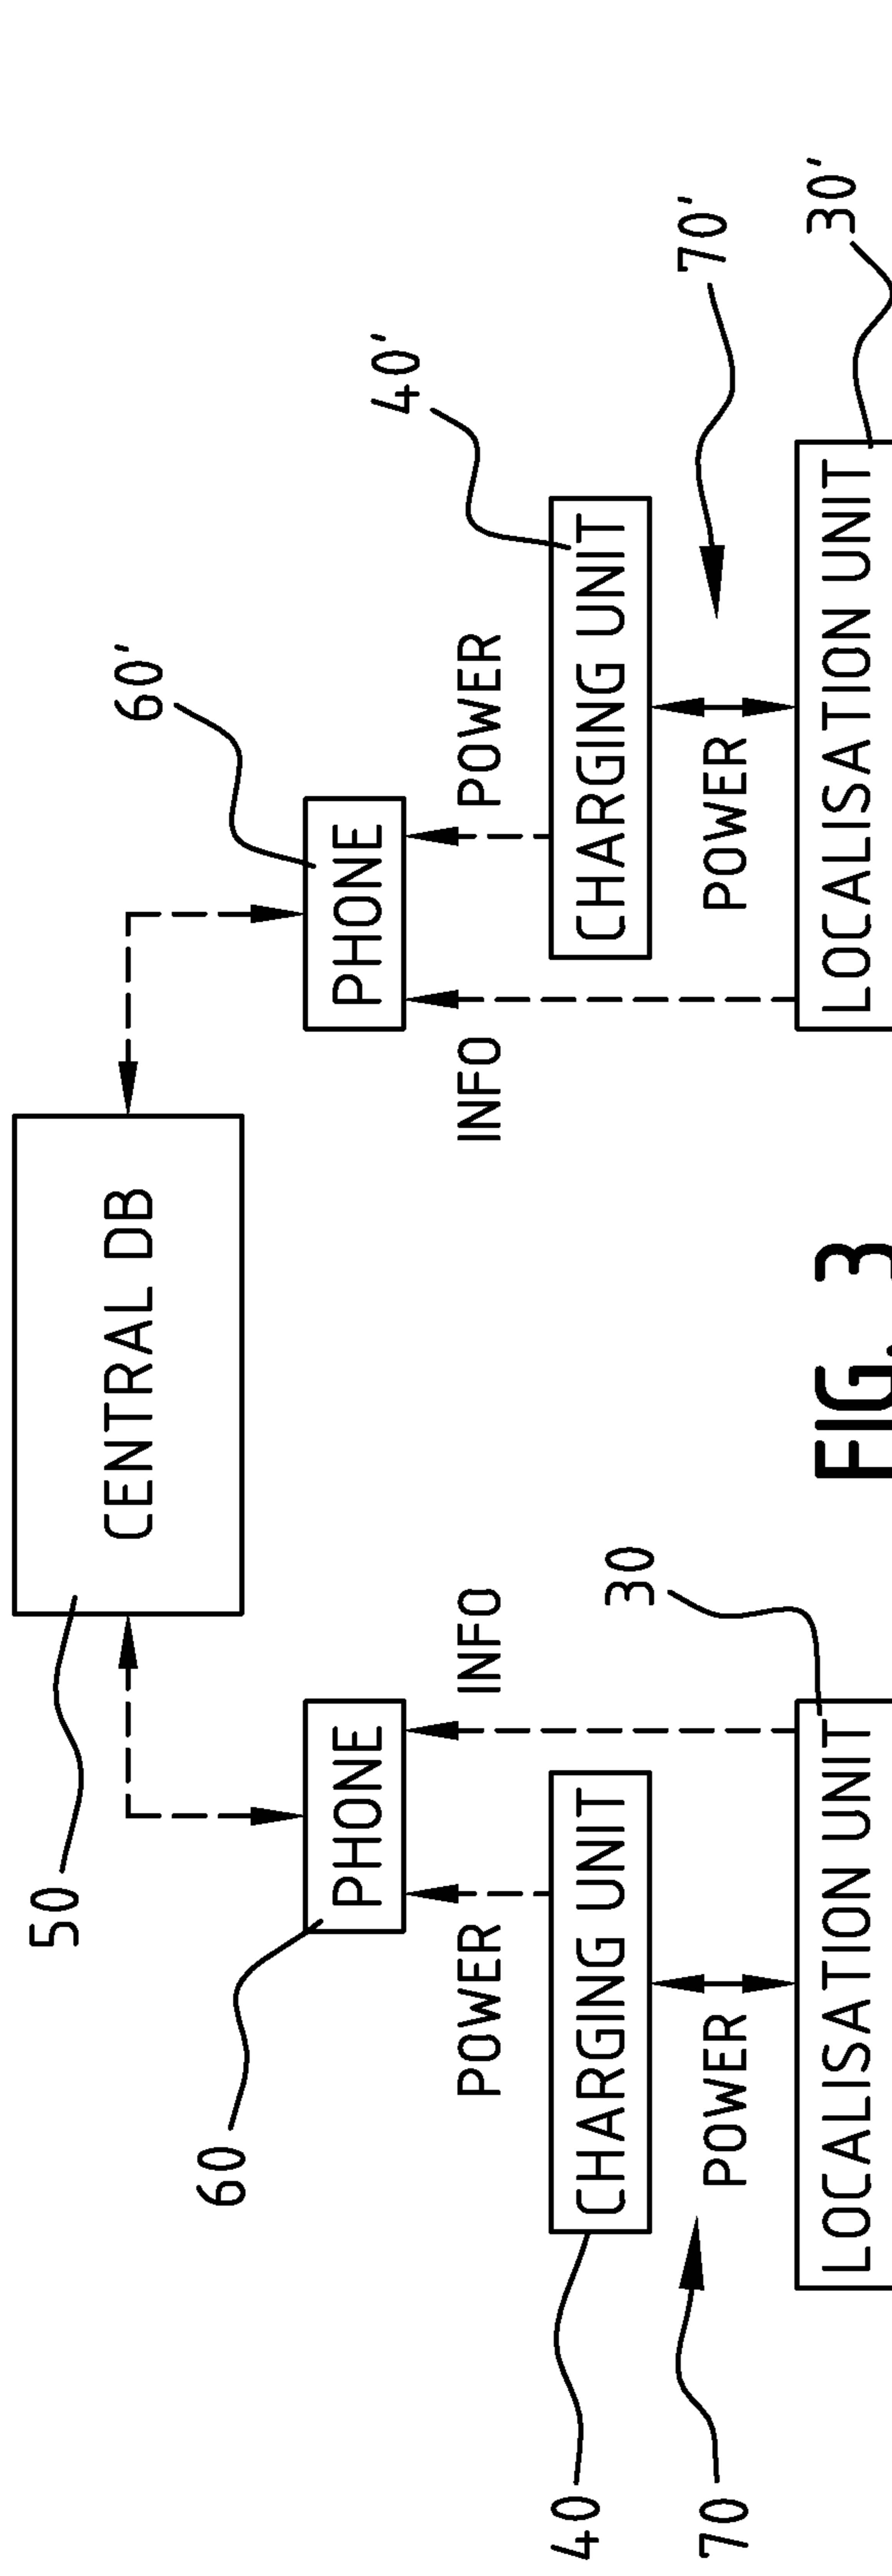 50
CENTRAL DB
60
PHONE
PHONE
60'
POWER
INFO
INFO
POWER
40
CHARGING UNIT
CHARGING UNIT
40'
70
POWER
30
POWER
70'
LOCALISATION UNIT
LOCALISATION UNIT
30'
FIG. 3